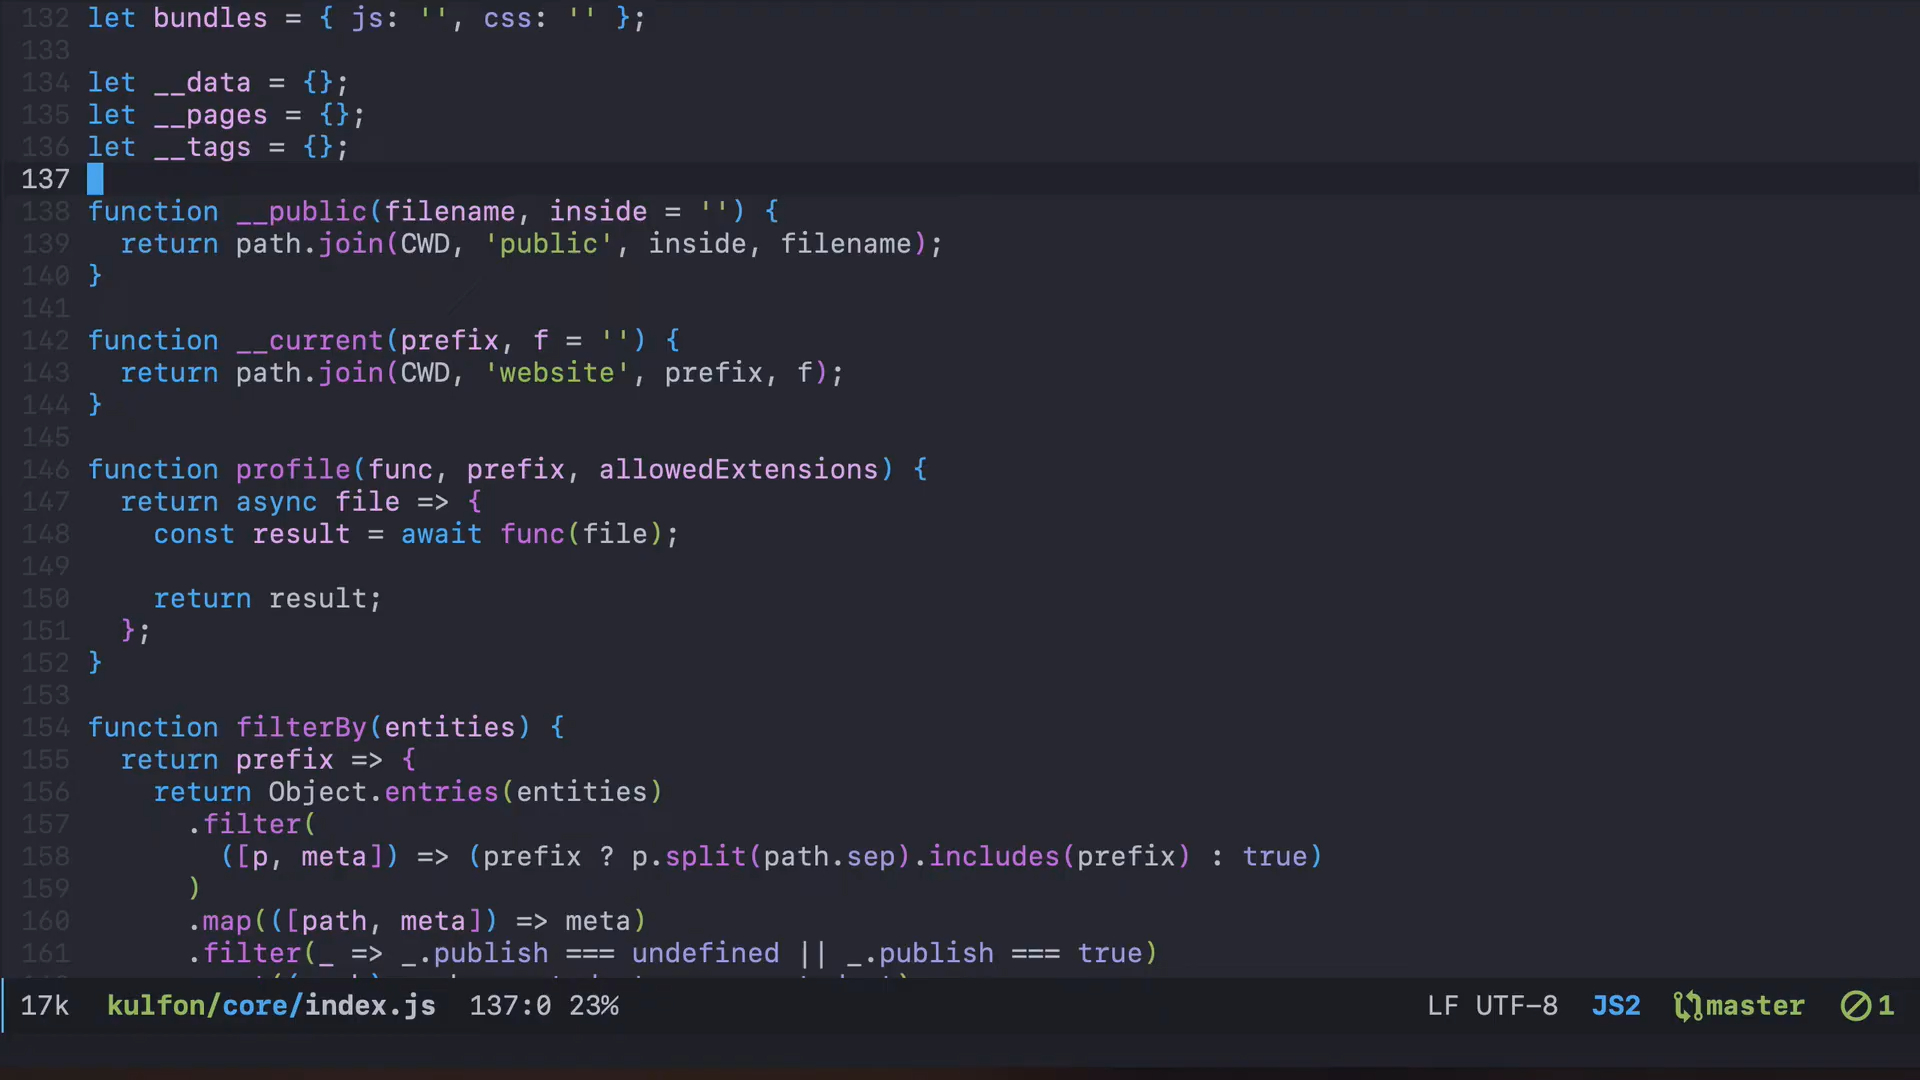 132 let bundles = { js: '', css: '' };
133
134 let __data = {};
135 let __pages = {};
136 let __tags = {};
137
138 function __public(filename, inside = '') {
139   return path.join(CWD, 'public', inside, filename);
140 }
141
142 function __current(prefix, f = '') {
143   return path.join(CWD, 'website', prefix, f);
144 }
145
146 function profile(func, prefix, allowedExtensions) {
147   return async file => {
148     const result = await func(file);
149
150     return result;
151   };
152 }
153
154 function filterBy(entities) {
155   return prefix => {
156     return Object.entries(entities)
157       .filter(
158         ([p, meta]) => (prefix ? p.split(path.sep).includes(prefix) : true)
159       )
160       .map(([path, meta]) => meta)
161       .filter(_ => _.publish === undefined || _.publish === true)
17k kulfon/core/index.js 137:0 23% LF UTF-8 JS2 master 1